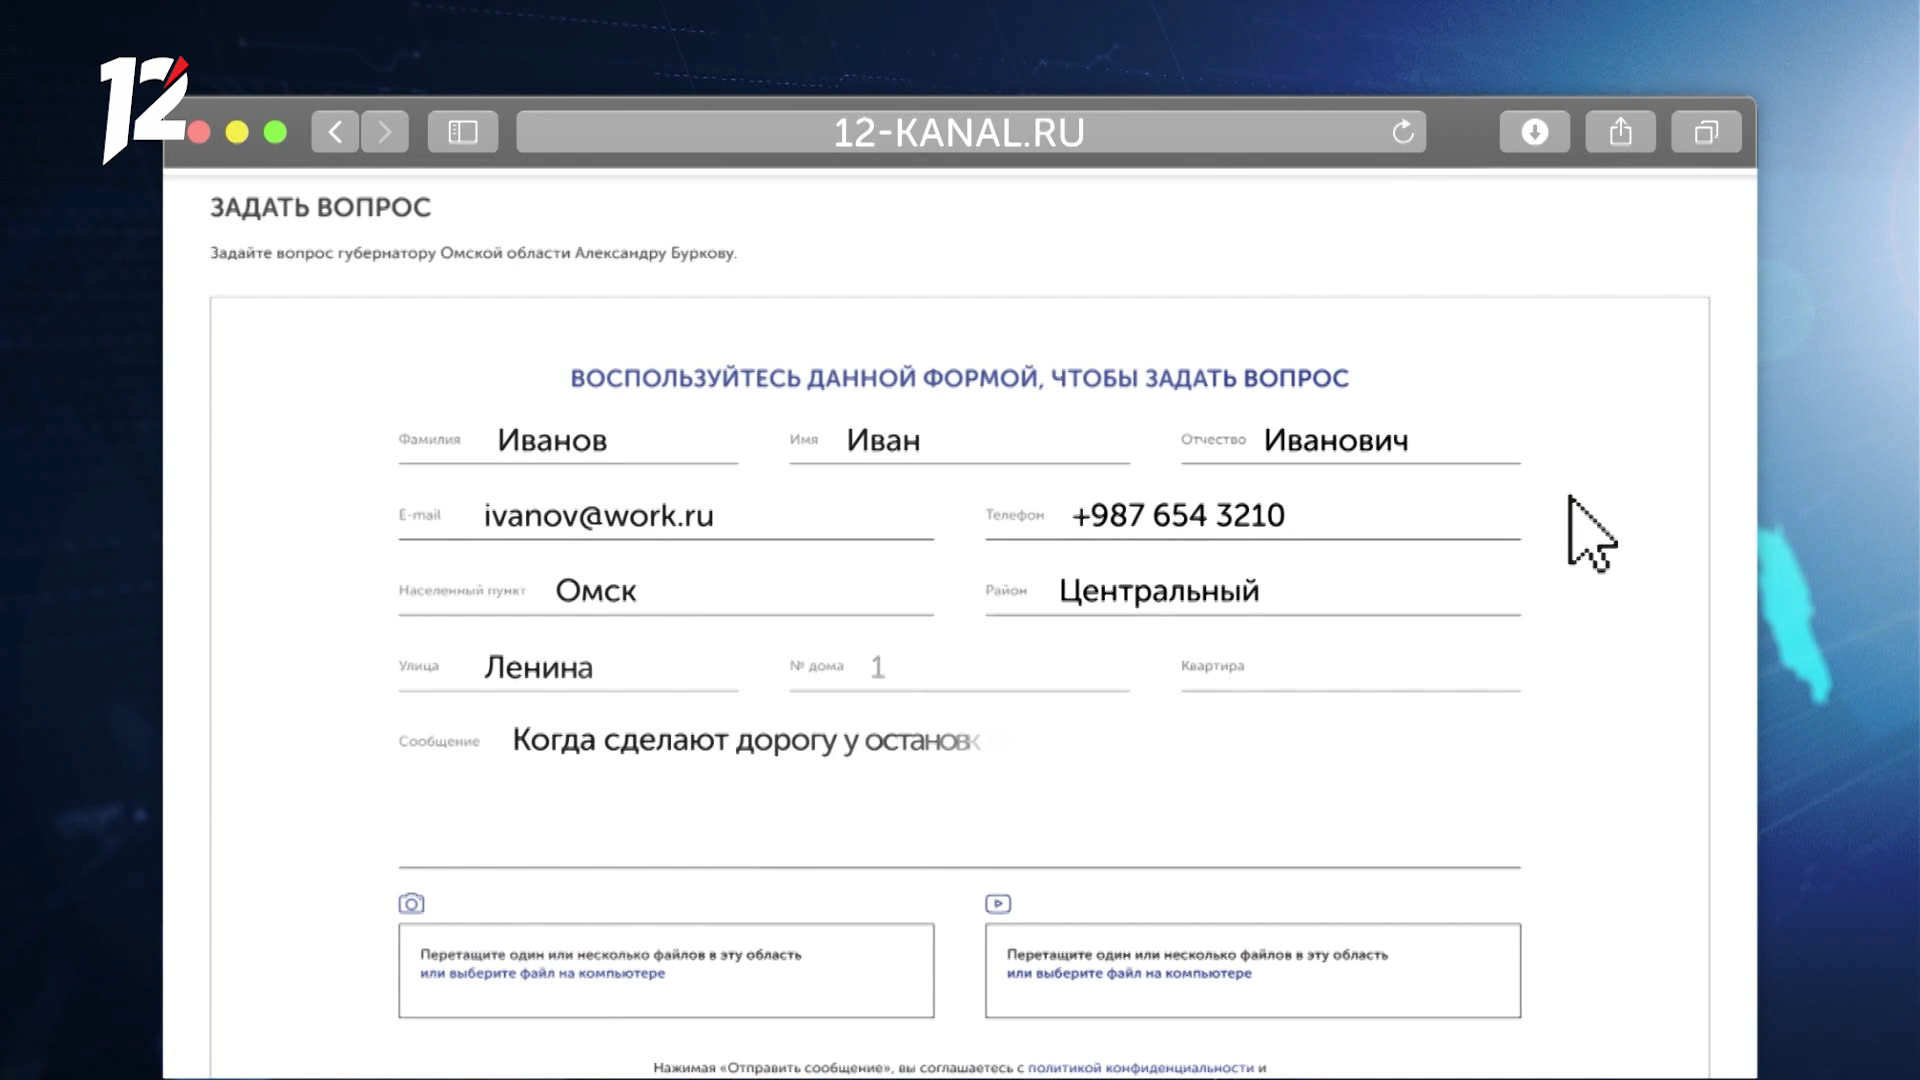 12
12-KANAL.RU
ЗАДАТЬ ВОПРОС
Задайте вопрос губернатору Омской области Александру Буркову.
ВОСПОЛЬЗУЙТЕСЬ ДАННОЙ ФОРМОЙ, ЧТОБЫ ЗАДАТЬ ВОПРОС
Фамилия Иванов Имя Иван Отчество Иванович
E-mail ivanov@work.ru Телефон +987 654 3210
Населенный пункт Омск Район Центральный
Улица Ленина № дома 1 Квартира
Сообщение Когда сделают дорогу у останов
Перетащите один или несколько файлов в эту область
или выберите файл на компьютере
Перетащите один или несколько файлов в эту область
или выберите файл на компьютере
Нажимая «Отправить сообщение», вы соглашаетесь с политикой конфиденциальности и